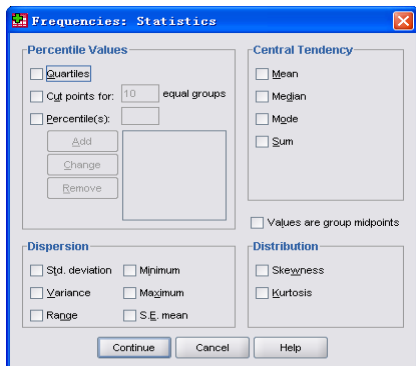 Frequencies: Statistics
Percentile Values
Quartiles
Cut points for: 10 equal groups
Percentile(s):
Add
Change
Remove
Central Tendency
Mean
Median
Mode
Sum
Values are group midpoints
Dispersion
Std. deviation Minimum
Variance Maximum
Range S.E. mean
Distribution
Skewness
Kurtosis
Continue Cancel Help